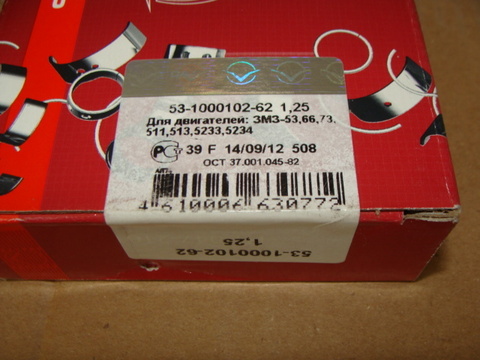 53-1000102-62 1,25
Для двигателей: ЗМЗ-53,66,73,
511,513,5233,5234
39 F 14/09/12 508
ОСТ 37.001.045-82
4 610006 630772
53-1000102-62
1,25